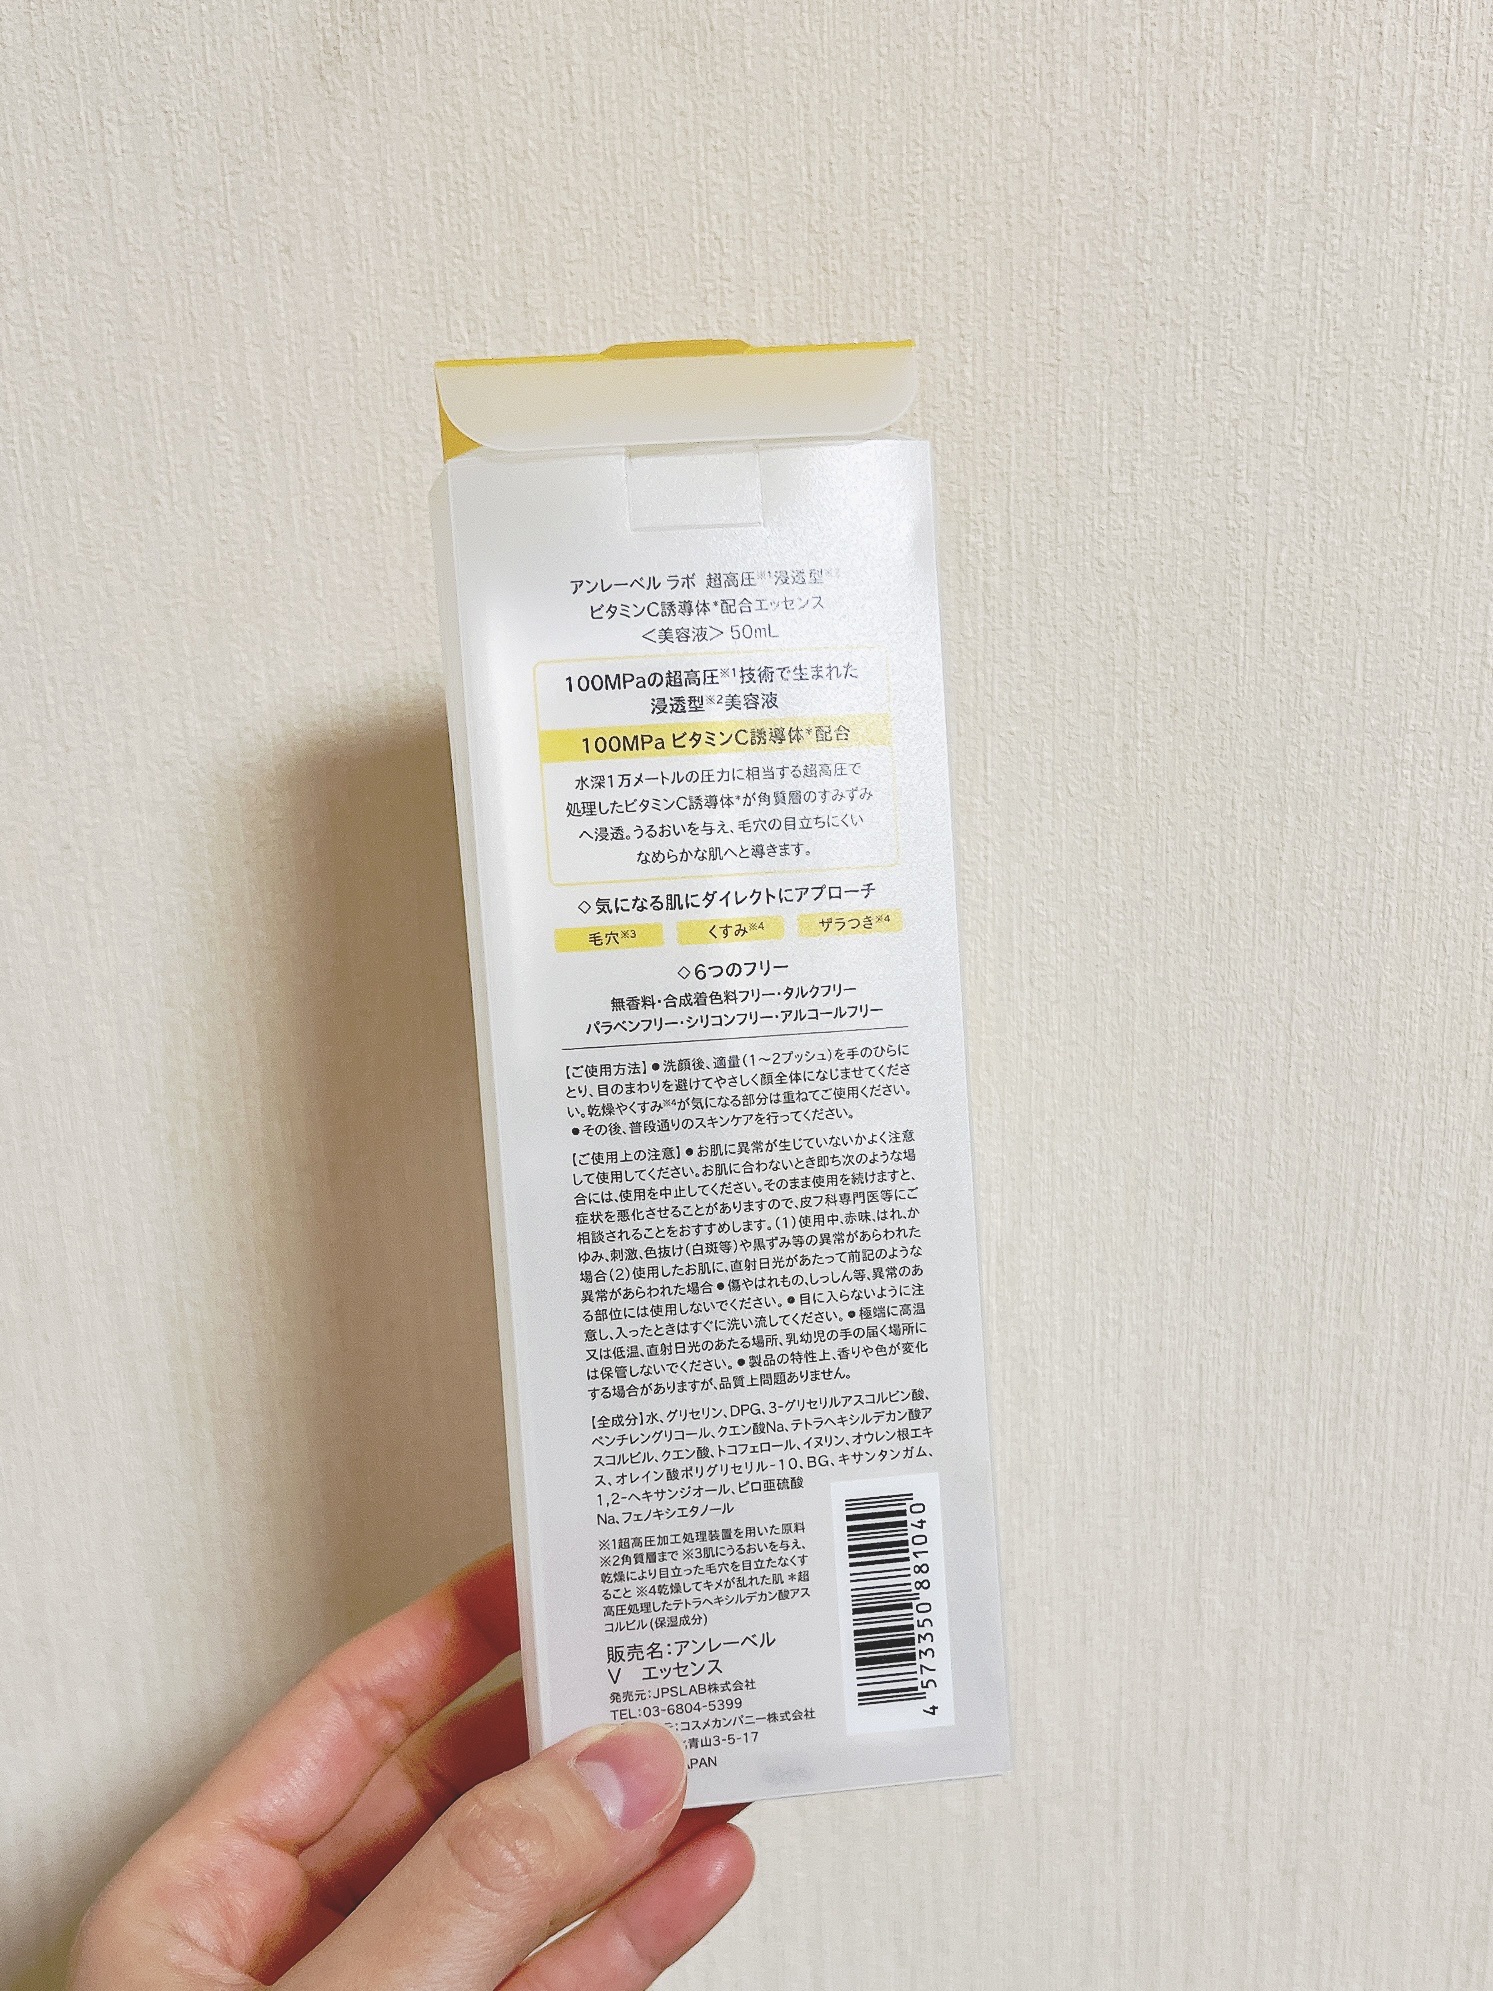 アンレーベル ラボ 超高圧※1浸透型※2
ビタミンC誘導体*配合エッセンス
＜美容液＞ 50mL
100MPaの超高圧※1技術で生まれた
浸透型※2美容液
100MPa ビタミンC誘導体*配合
水深1万メートルの圧力に相当する超高圧で
処理したビタミンC誘導体*が角質層のすみずみ
へ浸透。うるおいを与え、毛穴の目立ちにくい
なめらかな肌へと導きます。
◇気になる肌にダイレクトにアプローチ
毛穴※3 くすみ※4 ザラつき※4
◇6つのフリー
無香料・合成着色料フリー・タルクフリー
パラベンフリー・シリコンフリー・アルコールフリー
【ご使用方法】●洗顔後、適量(1～2プッシュ)を手のひらに
とり、目のまわりを避けてやさしく顔全体になじませてくださ
い。乾燥やくすみ※4が気になる部分は重ねてご使用ください。
●その後、普段通りのスキンケアを行ってください。
【ご使用上の注意】●お肌に異常が生じていないかよく注意
して使用してください。お肌に合わないとき即ち次のような場
合には、使用を中止してください。そのまま使用を続けますと、
症状を悪化させることがありますので、皮フ科専門医等にご
相談されることをおすすめします。(1)使用中、赤味、はれ、か
ゆみ、刺激、色抜け(白斑等)や黒ずみ等の異常があらわれた
場合(2)使用したお肌に、直射日光があたって前記のような
異常があらわれた場合●傷やはれもの、しっしん等、異常のあ
る部位には使用しないでください。●目に入らないように注
意し、入ったときはすぐに洗い流してください。●極端に高温
又は低温、直射日光のあたる場所、乳幼児の手の届く場所に
は保管しないでください。●製品の特性上、香りや色が変化
する場合がありますが、品質上問題ありません。
【全成分】水、グリセリン、DPG、3-グリセリルアスコルビン酸、
ペンチレングリコール、クエン酸Na、テトラヘキシルデカン酸ア
スコルビル、クエン酸、トコフェロール、イヌリン、オウレン根エキ
ス、オレイン酸ポリグリセリル-10、BG、キサンタンガム、
1,2-ヘキサンジオール、ピロ亜硫酸
Na、フェノキシエタノール
※1超高圧加工処理装置を用いた原料
※2角質層まで ※3肌にうるおいを与え、
乾燥により目立った毛穴を目立たなくす
ること ※4乾燥してキメが乱れた肌 *超
高圧処理したテトラヘキシルデカン酸アス
コルビル(保湿成分)
販売名：アンレーベル
V エッセンス
発売元：JPSLAB株式会社
TEL：03-6804-5399
：コスメカンパニー株式会社
青山3-5-17
APAN
4 573350 881040